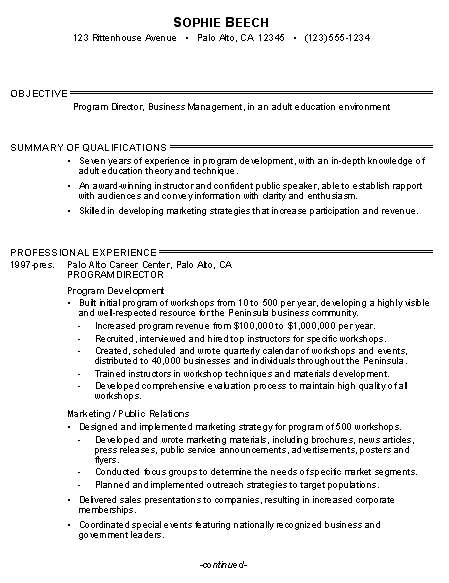 SOPHIE BEECH
123 Rittenhouse Avenue • Palo Alto, CA 12345 • (123)555-1234
OBJECTIVE
Program Director, Business Management, in an adult education environment
SUMMARY OF QUALIFICATIONS
• Seven years of experience in program development, with an in-depth knowledge of
adult education theory and technique.
• An award-winning instructor and confident public speaker, able to establish rapport
with audiences and convey information with clarity and enthusiasm.
• Skilled in developing marketing strategies that increase participation and revenue.
PROFESSIONAL EXPERIENCE
1997-pres. Palo Alto Career Center, Palo Alto, CA
PROGRAM DIRECTOR
Program Development
• Built initial program of workshops from 10 to 500 per year, developing a highly visible
and well-respected resource for the Peninsula business community.
- Increased program revenue from $100,000 to $1,000,000 per year.
- Recruited, interviewed and hired top instructors for specific workshops.
- Created, scheduled and wrote quarterly calendar of workshops and events,
distributed to 40,000 businesses and individuals throughout the Peninsula.
- Trained instructors in workshop techniques and materials development.
- Developed comprehensive evaluation process to maintain high quality of all
workshops.
Marketing / Public Relations
• Designed and implemented marketing strategy for program of 500 workshops.
- Developed and wrote marketing materials, including brochures, news articles,
press releases, public service announcements, advertisements, posters and
flyers.
- Conducted focus groups to determine the needs of specific market segments.
- Planned and implemented outreach strategies to target populations.
• Delivered sales presentations to companies, resulting in increased corporate
memberships.
• Coordinated special events featuring nationally recognized business and
government leaders.
-continued-